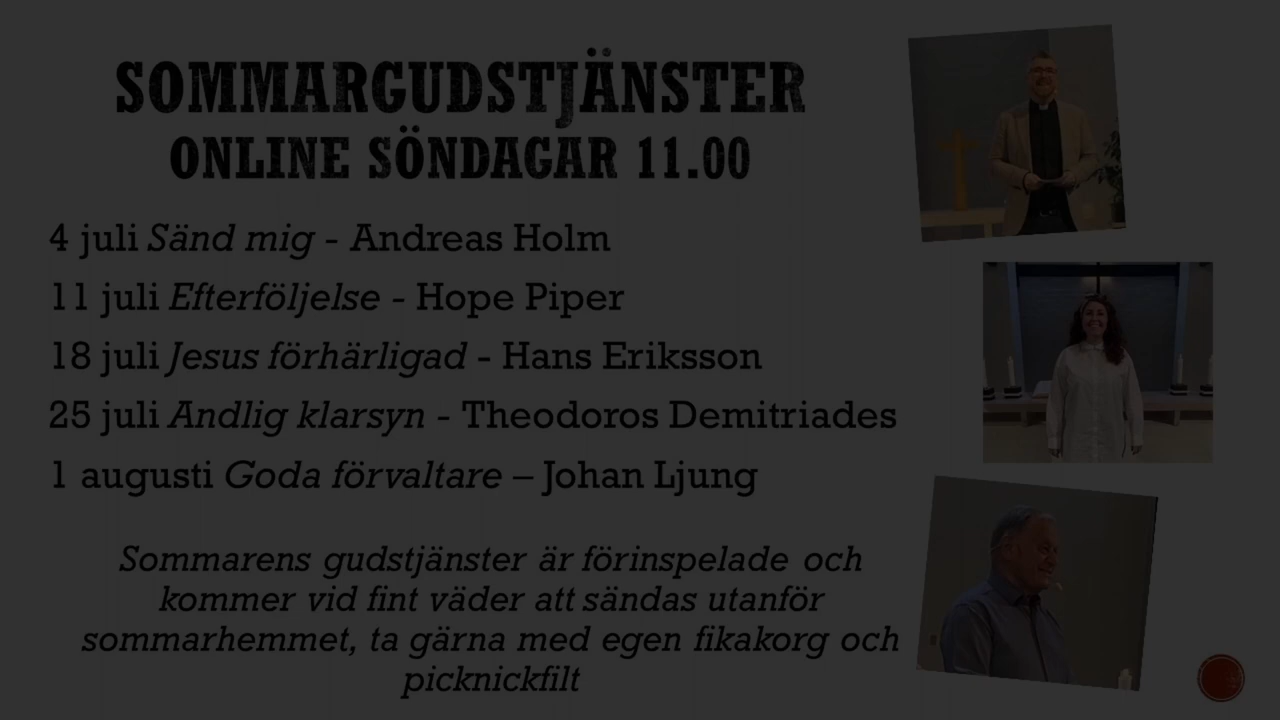 SOMMARGUDSTJÄNSTER
ONLINE SÖNDAGAR 11.00
4 juli Sänd mig - Andreas Holm
11 juli Efterföljelse - Hope Piper
18 juli Jesus förhärligad - Hans Eriksson
25 juli Andlig klarsyn - Theodoros Demitriades
1 augusti Goda förvaltare – Johan Ljung
Sommarens gudstjänster är förinspelade och
kommer vid fint väder att sändas utanför
sommarhemmet, ta gärna med egen fikakorg och
picknickfilt